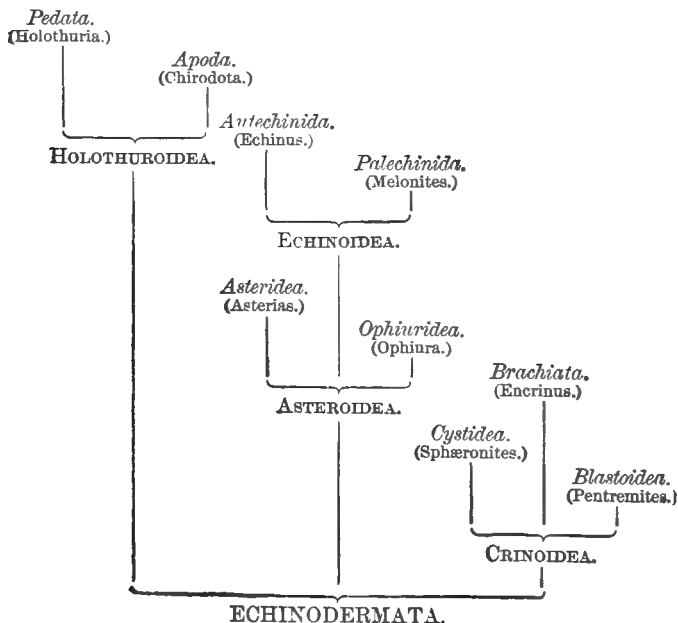 Pedata.
(Holothuria.)
Apoda.
(Chirodota.)
HOLOTHUROIDEA.
Autechinida.
(Echinus.)
Palechinida.
(Melonites.)
ECHINOIDEA.
Asteridea.
(Asterias.)
Ophiuridea.
(Ophiura.)
ASTEROIDEA.
Brachiata.
(Encrinus.)
Cystidea.
(Sphæronites.)
Blastoidea.
(Pentremites.)
CRINOIDEA.
ECHINODERMATA.